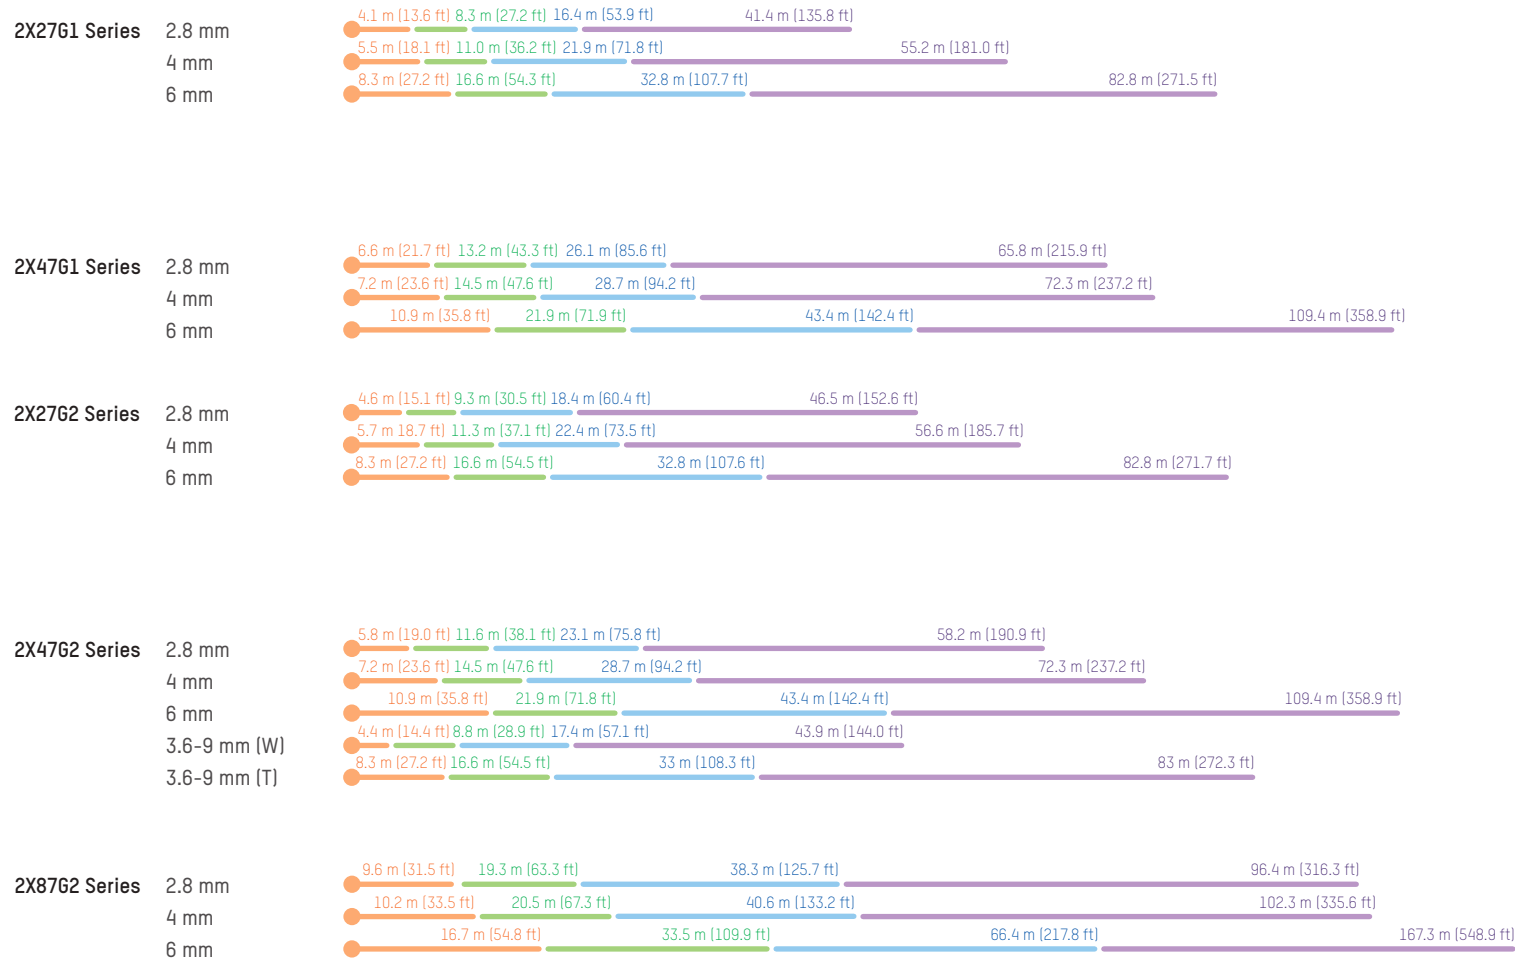 4.1 m (13.6 ft) 8.3 m (27.2 ft) 16.4 m (53.9 ft) 41.4 m (135.8 ft)
2X27G1 Series 2.8 mm
5.5 m (18.1 ft) 11.0 m (36.2 ft) 21.9 m (71.8 ft) 55.2 m (181.0 ft)
4 mm
8.3 m (27.2 ft) 16.6 m (54.3 ft) 32.8 m (107.7 ft) 82.8 m (271.5 ft)
6 mm
6.6 m (21.7 ft) 13.2 m (43.3 ft) 26.1 m (85.6 ft) 65.8 m (215.9 ft)
2X47G1 Series 2.8 mm
7.2 m (23.6 ft) 14.5 m (47.6 ft) 28.7 m (94.2 ft) 72.3 m (237.2 ft)
4 mm
10.9 m (35.8 ft) 21.9 m (71.9 ft) 43.4 m (142.4 ft) 109.4 m (358.9 ft)
6 mm
4.6 m (15.1 ft) 9.3 m (30.5 ft) 18.4 m (60.4 ft) 46.5 m (152.6 ft)
2X27G2 Series 2.8 mm
5.7 m 18.7 ft) 11.3 m (37.1 ft) 22.4 m (73.5 ft) 56.6 m (185.7 ft)
4 mm
8.3 m (27.2 ft) 16.6 m (54.5 ft) 32.8 m (107.6 ft) 82.8 m (271.7 ft)
6 mm
5.8 m (19.0 ft) 11.6 m (38.1 ft) 23.1 m (75.8 ft) 58.2 m (190.9 ft)
2X47G2 Series 2.8 mm
7.2 m (23.6 ft) 14.5 m (47.6 ft) 28.7 m (94.2 ft) 72.3 m (237.2 ft)
4 mm
10.9 m (35.8 ft) 21.9 m (71.8 ft) 43.4 m (142.4 ft) 109.4 m (358.9 ft)
6 mm
4.4 m (14.4 ft) 8.8 m (28.9 ft) 17.4 m (57.1 ft) 43.9 m (144.0 ft)
3.6-9 mm (W)
8.3 m (27.2 ft) 16.6 m (54.5 ft) 33 m (108.3 ft) 83 m (272.3 ft)
3.6-9 mm (T)
9.6 m (31.5 ft) 19.3 m (63.3 ft) 38.3 m (125.7 ft) 96.4 m (316.3 ft)
2X87G2 Series 2.8 mm
10.2 m (33.5 ft) 20.5 m (67.3 ft) 40.6 m (133.2 ft) 102.3 m (335.6 ft)
4 mm
16.7 m (54.8 ft) 33.5 m (109.9 ft) 66.4 m (217.8 ft) 167.3 m (548.9 ft)
6 mm